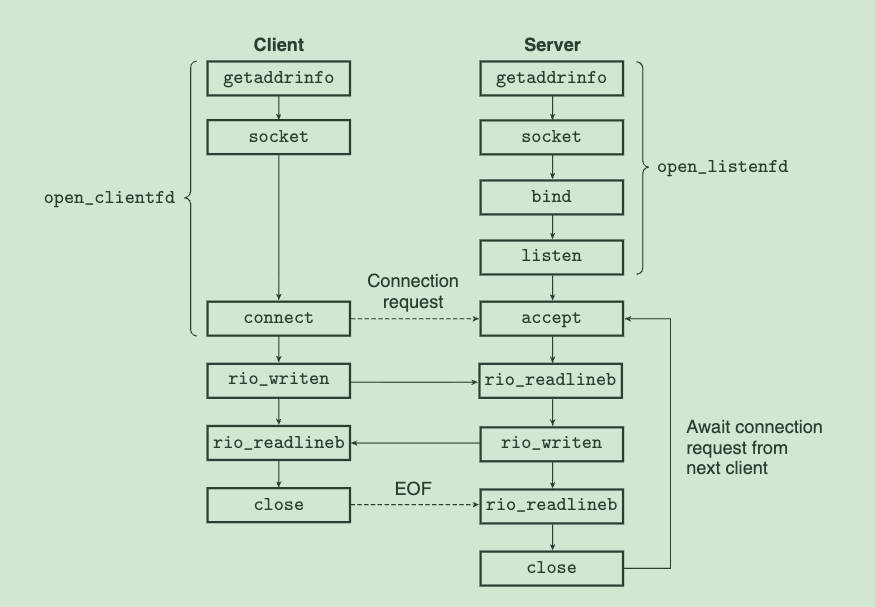 Client
Server
getaddrinfo
getaddrinfo
socket
socket
open_listenfd
open_clientfd
bind
listen
Connection
request
connect
accept
rio_writen
rio_readlineb
rio_readlineb
rio_writen
Await connection
request from
next client
EOF
close
rio_readlineb
close